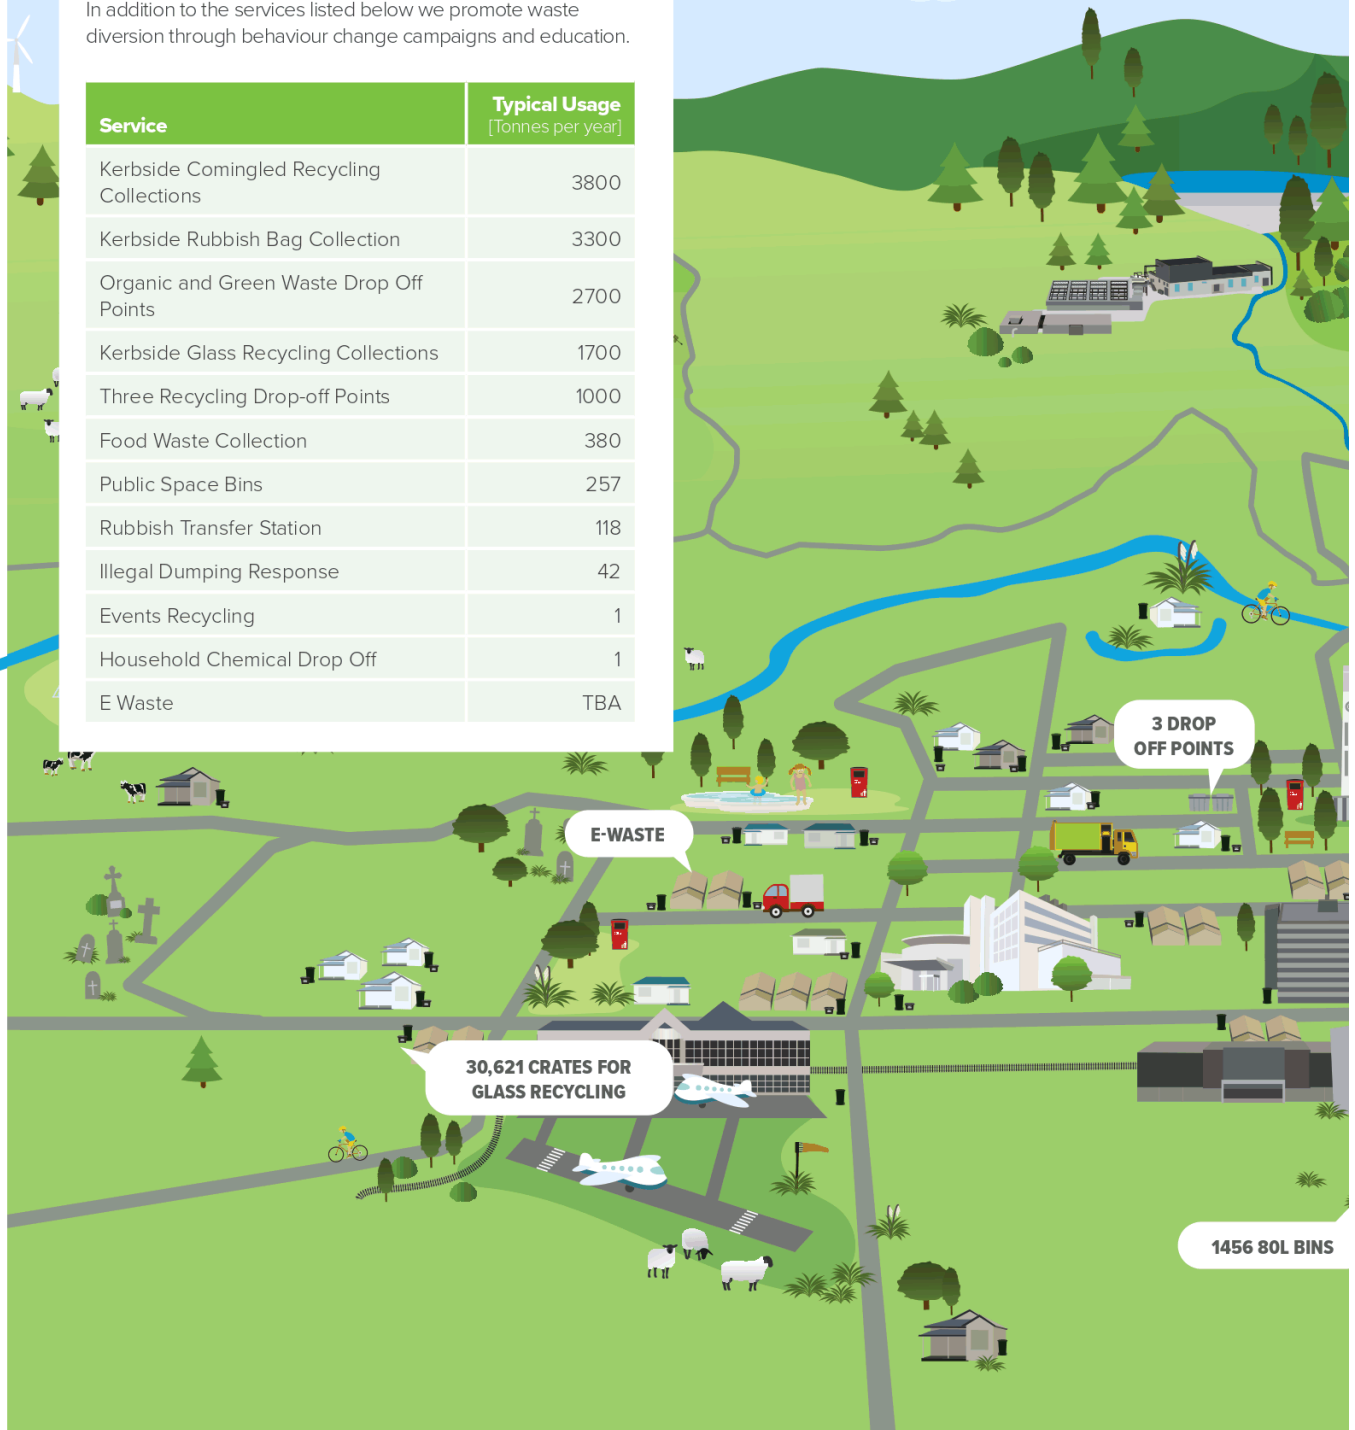 In addition to the services listed below we promote waste
diversion through behaviour change campaigns and education.
Service
Typical Usage
[Tonnes per year]
Kerbside Comingled Recycling
Collections
3800
Kerbside Rubbish Bag Collection
3300
Organic and Green Waste Drop Off
Points
2700
Kerbside Glass Recycling Collections
1700
Three Recycling Drop-off Points
1000
Food Waste Collection
380
Public Space Bins
257
Rubbish Transfer Station
118
Illegal Dumping Response
42
Events Recycling
1
Household Chemical Drop Off
1
E Waste
TBA
3 DROP
OFF POINTS
E-WASTE
30,621 CRATES FOR
GLASS RECYCLING
1456 80L BINS